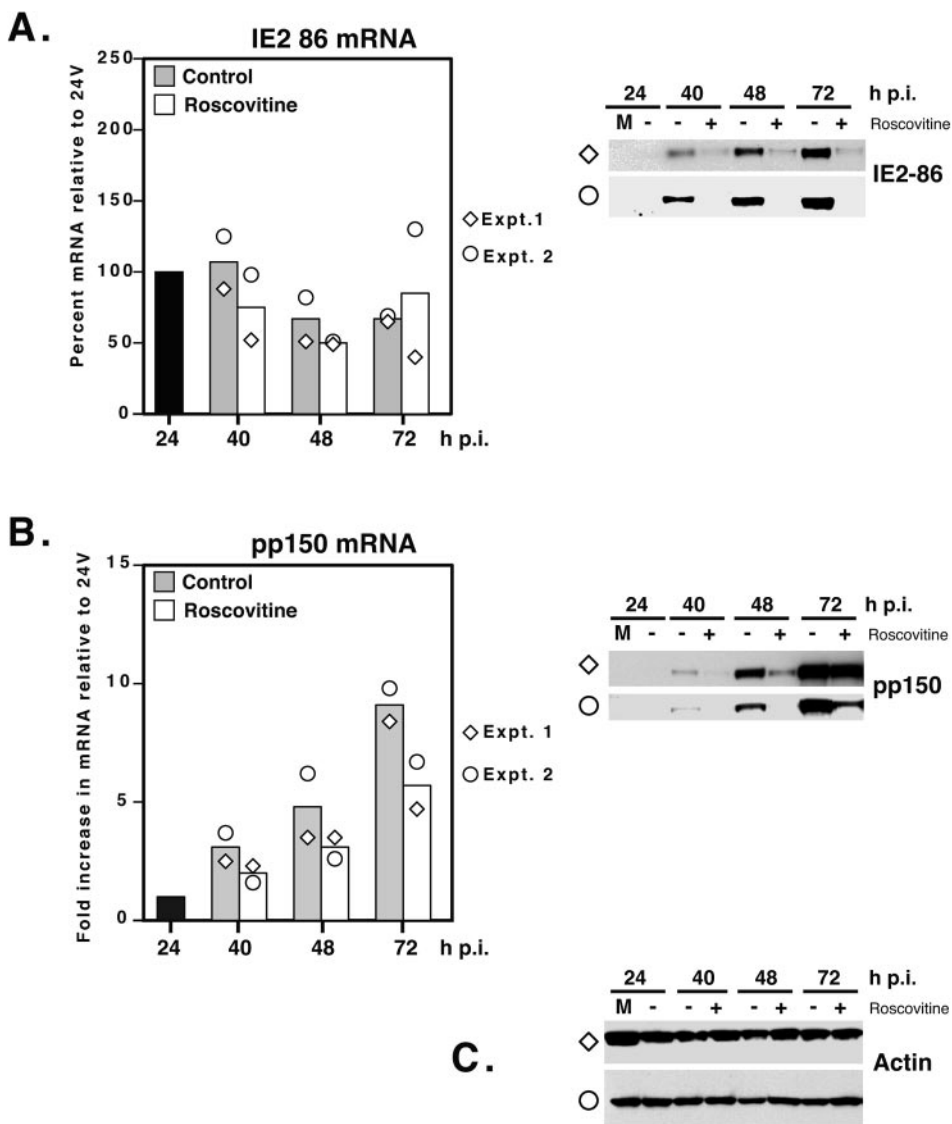 A.
IE2 86 mRNA
Percent mRNA relative to 24V
250
200
150
100
50
0
Control
Roscovitine
24 40 48 72 h p.i.
Expt.1
Expt. 2
24 40 48 72 h p.i.
M - - + - + - + Roscovitine
IE2-86
B.
pp150 mRNA
Fold increase in mRNA relative to 24V
15
10
5
0
Control
Roscovitine
24 40 48 72 h p.i.
Expt. 1
Expt. 2
24 40 48 72 h p.i.
M - - + - + - + Roscovitine
pp150
C.
24 40 48 72 h p.i.
M - - + - + - + Roscovitine
Actin